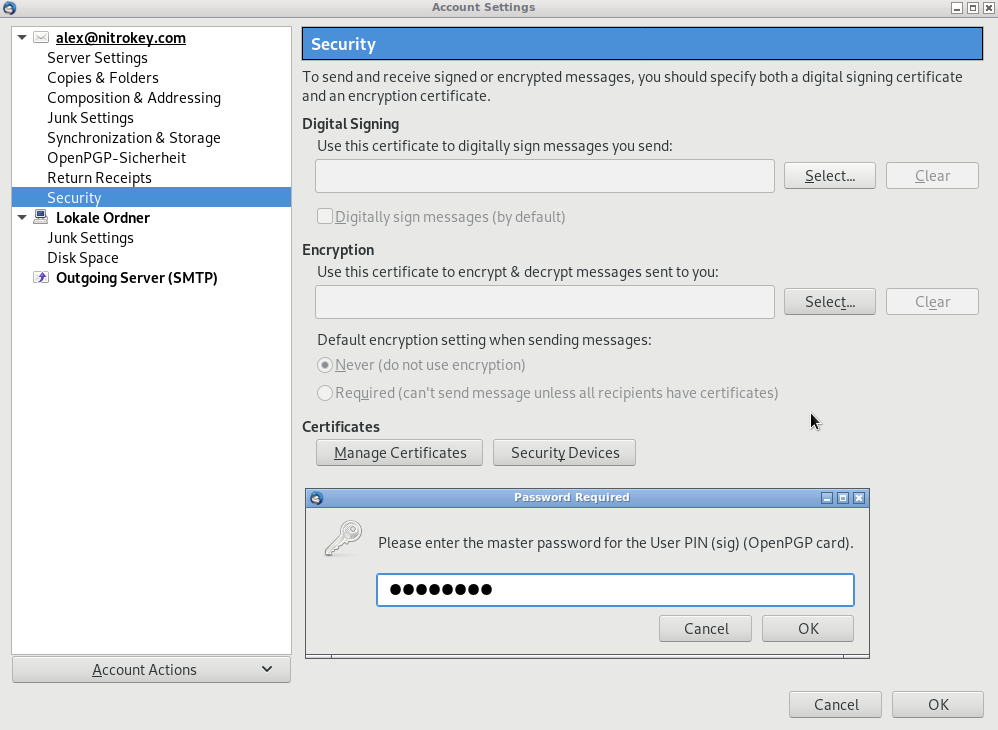 Account Settings
alex@nitrokey.com
Server Settings
Copies & Folders
Composition & Addressing
Junk Settings
Synchronization & Storage
OpenPGP-Sicherheit
Return Receipts
Security
Lokale Ordner
Junk Settings
Disk Space
Outgoing Server (SMTP)
Account Actions
Security
To send and receive signed or encrypted messages, you should specify both a digital signing certificate
and an encryption certificate.
Digital Signing
Use this certificate to digitally sign messages you send:
Select... Clear
Digitally sign messages (by default)
Encryption
Use this certificate to encrypt & decrypt messages sent to you:
Select... Clear
Default encryption setting when sending messages:
Never (do not use encryption)
Required (can't send message unless all recipients have certificates)
Certificates
Manage Certificates Security Devices
Password Required
Please enter the master password for the User PIN (sig) (OpenPGP card).
●●●●●●●●
Cancel OK
Cancel OK